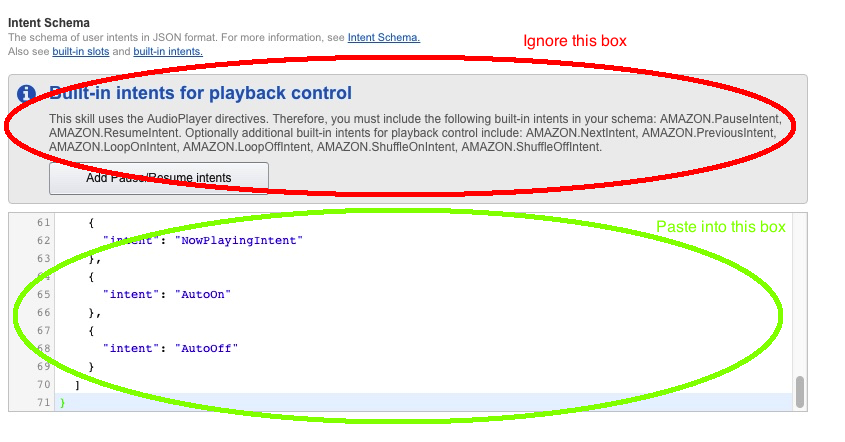 Intent Schema
The schema of user intents in JSON format. For more information, see Intent Schema.
Also see built-in slots and built-in intents.
Ignore this box
Built-in intents for playback control
This skill uses the AudioPlayer directives. Therefore, you must include the following built-in intents in your schema: AMAZON.PauseIntent,
AMAZON.ResumeIntent. Optionally additional built-in intents for playback control include: AMAZON.NextIntent, AMAZON.PreviousIntent,
AMAZON.LoopOnIntent, AMAZON.LoopOffIntent, AMAZON.ShuffleOnIntent, AMAZON.ShuffleOffIntent.
Add Pause/Resume intents
Paste into this box
61 {
62 "intent": "NowPlayingIntent"
63 },
64 {
65 "intent": "AutoOn"
66 },
67 {
68 "intent": "AutoOff"
69 }
70 ]
71 }